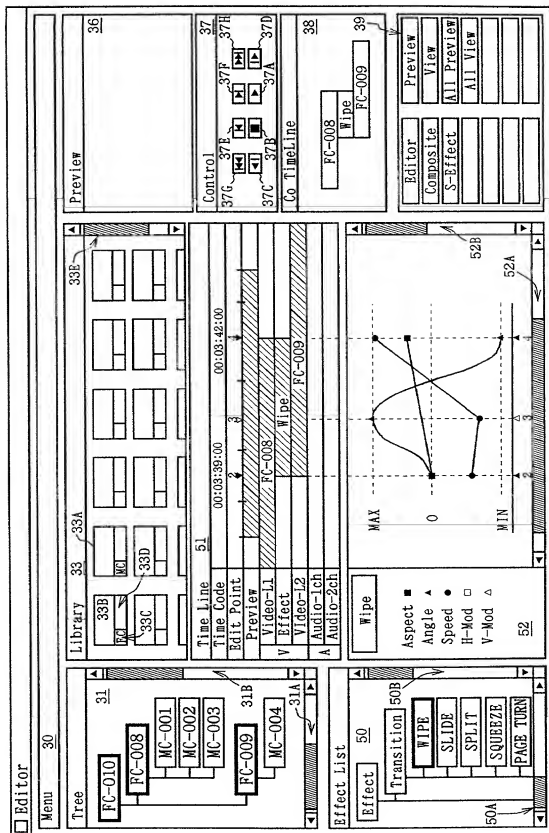 Editor
Menu 30
Tree 31
FC-010
FC-008
MC-001
MC-002
MC-003
FC-009
MC-004
31B
31A
Library 33 33A
33B
33D
33C
FC
MC
33E
Preview 36
Control 37
37G 37E 37F 37H
37C 37B 37A 37D
Time Line 51
Time Code 00:03:39:00 00:03:42:00
Edit Point 2 3 4
Preview
V
Video-L1 FC-008
Effect Wipe
VIdeo-L2 FC-009
A
Audio-1ch
Audio-2ch
Co TimeLine 38
FC-008
Wipe
FC-009
39
Effect List 50
Effect
Transition
WIPE
SLIDE
SPLIT
SQUEEZE
PAGE TURN
50B
50A
Wipe
Aspect
Angle
Speed
H-Mod
V-Mod
52
MAX
0
MIN
2 3 4
52B
52A
Editor Preview
Composite View
S-Effect All Preview
All View